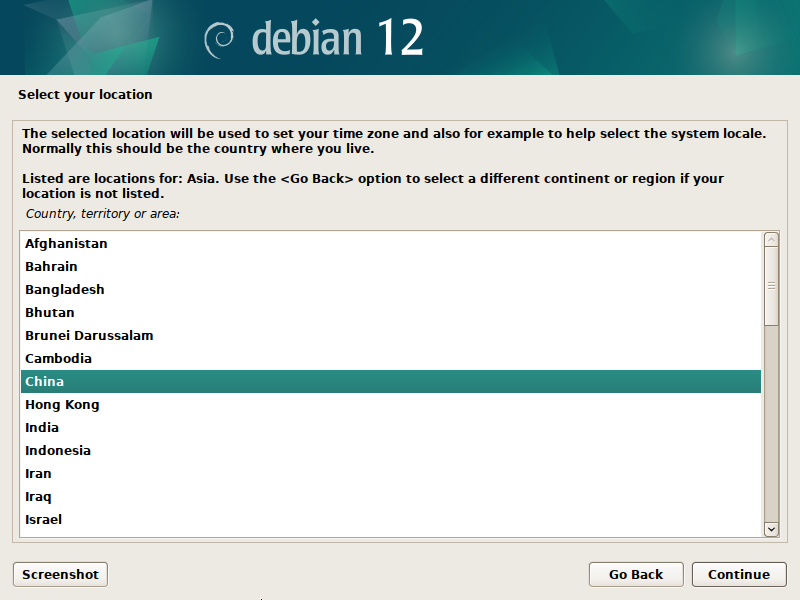 debian 12
Select your location
The selected location will be used to set your time zone and also for example to help select the system locale.
Normally this should be the country where you live.
Listed are locations for: Asia. Use the <Go Back> option to select a different continent or region if your
location is not listed.
Country, territory or area:
Afghanistan
Bahrain
Bangladesh
Bhutan
Brunei Darussalam
Cambodia
China
Hong Kong
India
Indonesia
Iran
Iraq
Israel
Screenshot
Go Back
Continue